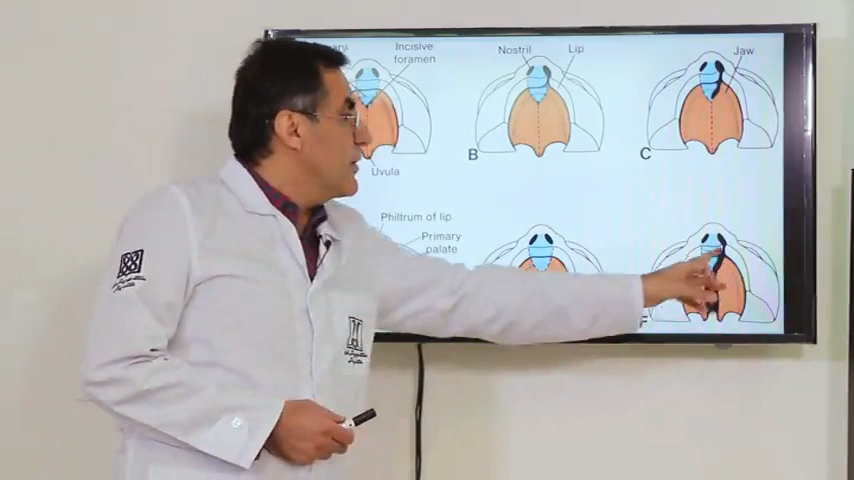 Incisive
foramen
Nostril
Lip
Jaw
B
C
Uvula
Philtrum of lip
Primary
palate